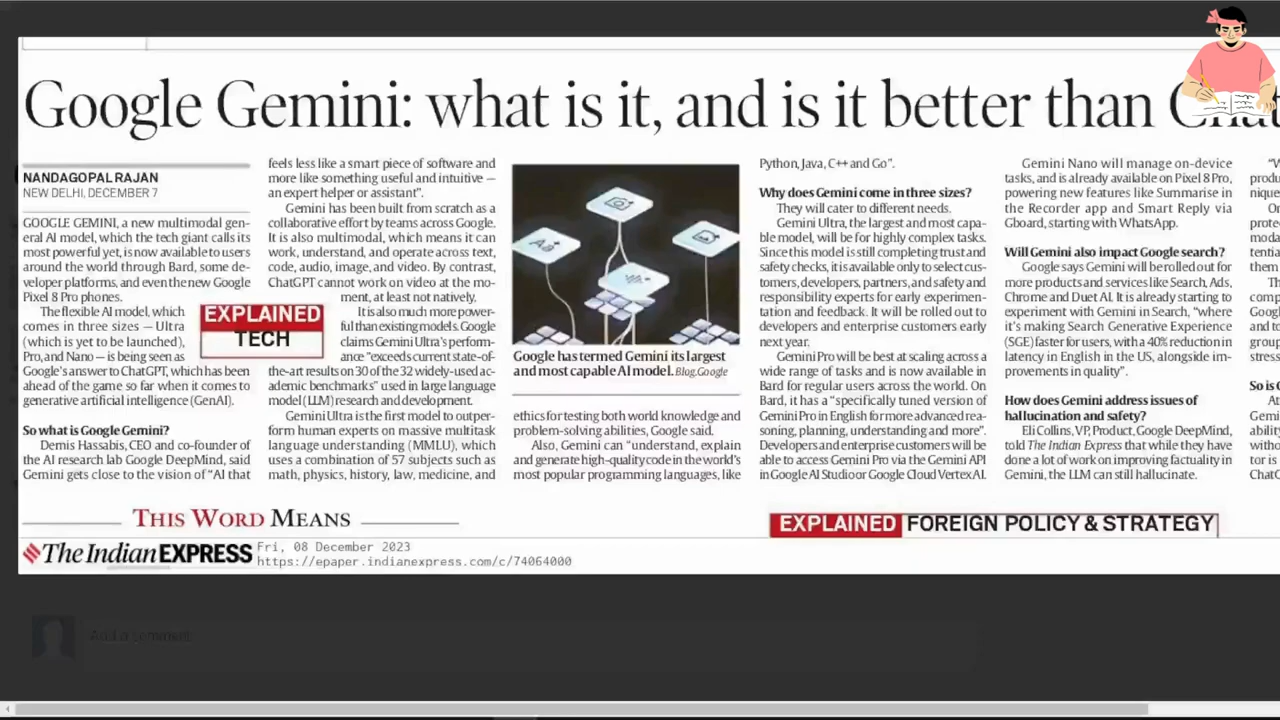 Google Gemini: what is it, and is it better than Chat
NANDAGOPAL RAJAN
NEW DELHI, DECEMBER 7
GOOGLE GEMINI, a new multimodal gen-
eral AI model, which the tech giant calls its
most powerful yet, is now available to users
around the world through Bard, some de-
veloper platforms, and even the new Google
Pixel 8 Pro phones.
The flexible AI model, which
comes in three sizes — Ultra
(which is yet to be launched),
Pro, and Nano — is being seen as
Google's answer to ChatGPT, which has been
ahead of the game so far when it comes to
generative artificial intelligence (GenAI).
So what is Google Gemini?
Demis Hassabis, CEO and co-founder of
the AI research lab Google DeepMind, said
Gemini gets close to the vision of "AI that
EXPLAINED
TECH
feels less like a smart piece of software and
more like something useful and intuitive —
an expert helper or assistant".
Gemini has been built from scratch as a
collaborative effort by teams across Google.
It is also multimodal, which means it can
work, understand, and operate across text,
code, audio, image, and video. By contrast,
ChatGPT cannot work on video at the mo-
ment, at least not natively.
It is also much more power-
ful than existing models. Google
claims Gemini Ultra's perform-
ance "exceeds current state-of-
the-art results on 30 of the 32 widely-used ac-
ademic benchmarks" used in large language
model (LLM) research and development.
Gemini Ultra is the first model to outper-
form human experts on massive multitask
language understanding (MMLU), which
uses a combination of 57 subjects such as
math, physics, history, law, medicine, and
Google has termed Gemini its largest
and most capable AI model. Blog.Google
ethics for testing both world knowledge and
problem-solving abilities, Google said.
Also, Gemini can "understand, explain
and generate high-quality code in the world's
most popular programming languages, like
Python, Java, C++ and Go".
Why does Gemini come in three sizes?
They will cater to different needs.
Gemini Ultra, the largest and most capa-
ble model, will be for highly complex tasks.
Since this model is still completing trust and
safety checks, it is available only to select cus-
tomers, developers, partners, and safety and
responsibility experts for early experimen-
tation and feedback. It will be rolled out to
developers and enterprise customers early
next year.
Gemini Pro will be best at scaling across a
wide range of tasks and is now available in
Bard for regular users across the world. On
Bard, it has a "specifically tuned version of
Gemini Pro in English for more advanced rea-
soning, planning, understanding and more".
Developers and enterprise customers will be
able to access Gemini Pro via the Gemini API
in Google AI Studio or Google Cloud Vertex AI.
Gemini Nano will manage on-device
tasks, and is already available on Pixel 8 Pro,
powering new features like Summarise in
the Recorder app and Smart Reply via
Gboard, starting with WhatsApp.
Will Gemini also impact Google search?
Google says Gemini will be rolled out for
more products and services like Search, Ads,
Chrome and Duet AI. It is already starting to
experiment with Gemini in Search, "where
it's making Search Generative Experience
(SGE) faster for users, with a 40% reduction in
latency in English in the US, alongside im-
provements in quality".
How does Gemini address issues of
hallucination and safety?
Eli Collins, VP, Product, Google DeepMind,
told The Indian Express that while they have
done a lot of work on improving factuality in
Gemini, the LLM can still hallucinate.
THIS WORD MEANS
EXPLAINED FOREIGN POLICY & STRATEGY
The Indian EXPRESS
Fri, 08 December 2023
https://epaper.indianexpress.com/c/74064000
Add a comment